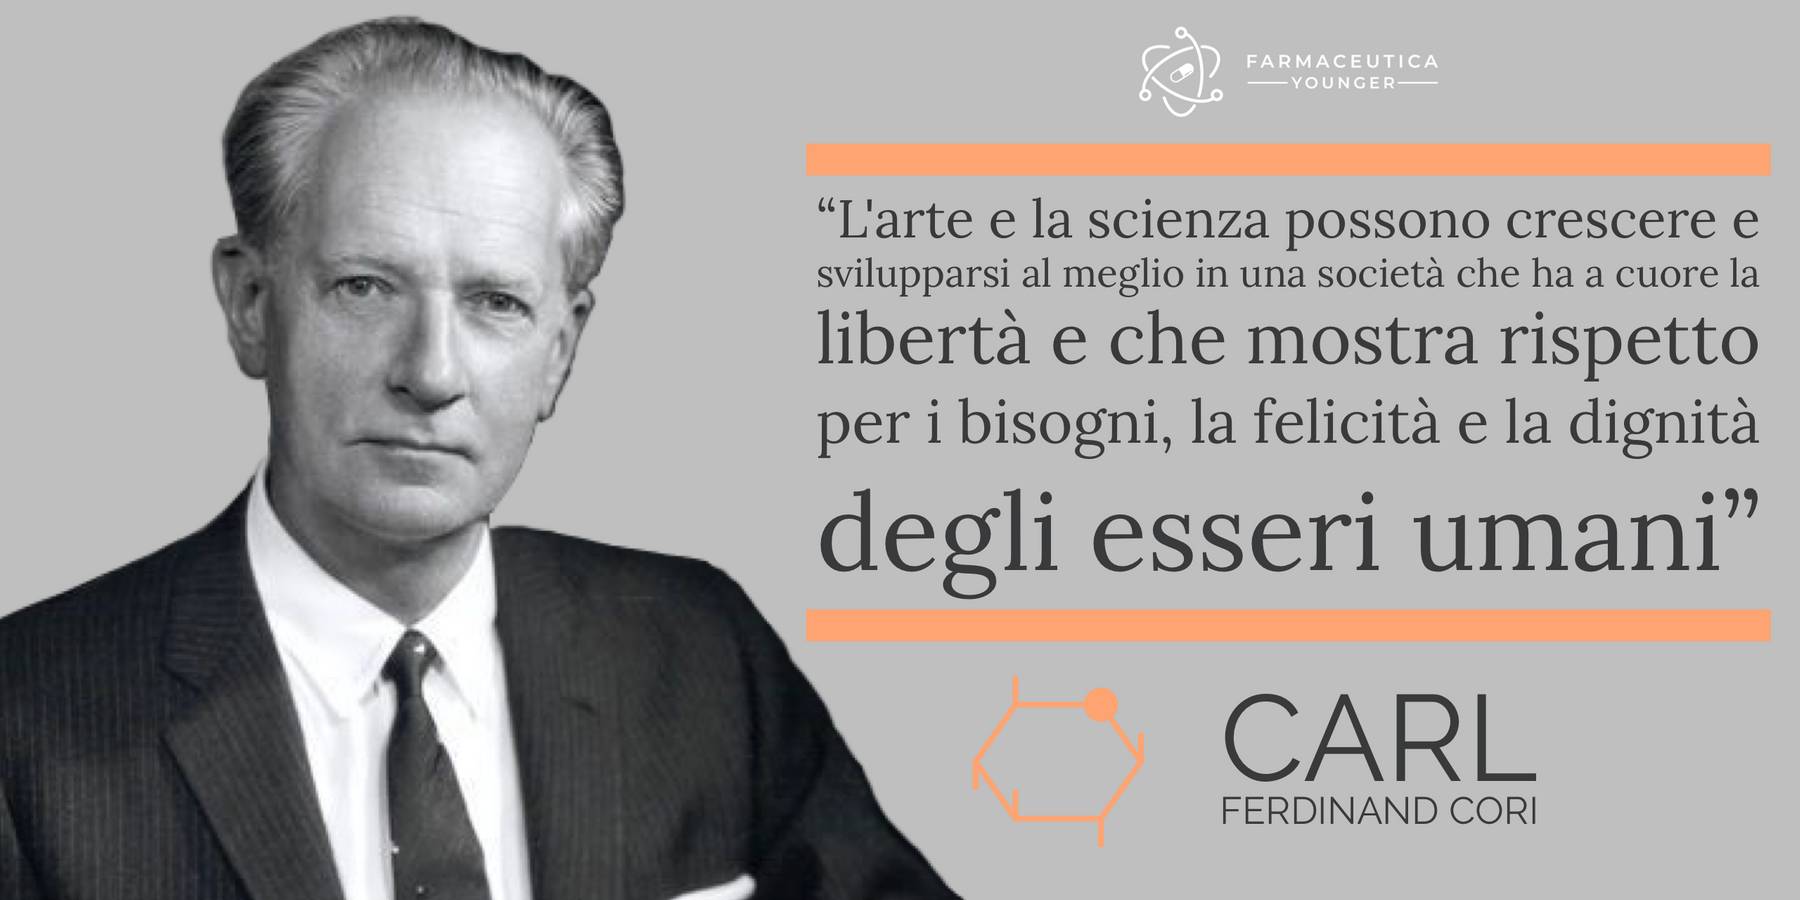 FARMACEUTICA
YOUNGER
“L'arte e la scienza possono crescere e
svilupparsi al meglio in una società che ha a cuore la
libertà e che mostra rispetto
per i bisogni, la felicità e la dignità
degli esseri umani”
CARL
FERDINAND CORI